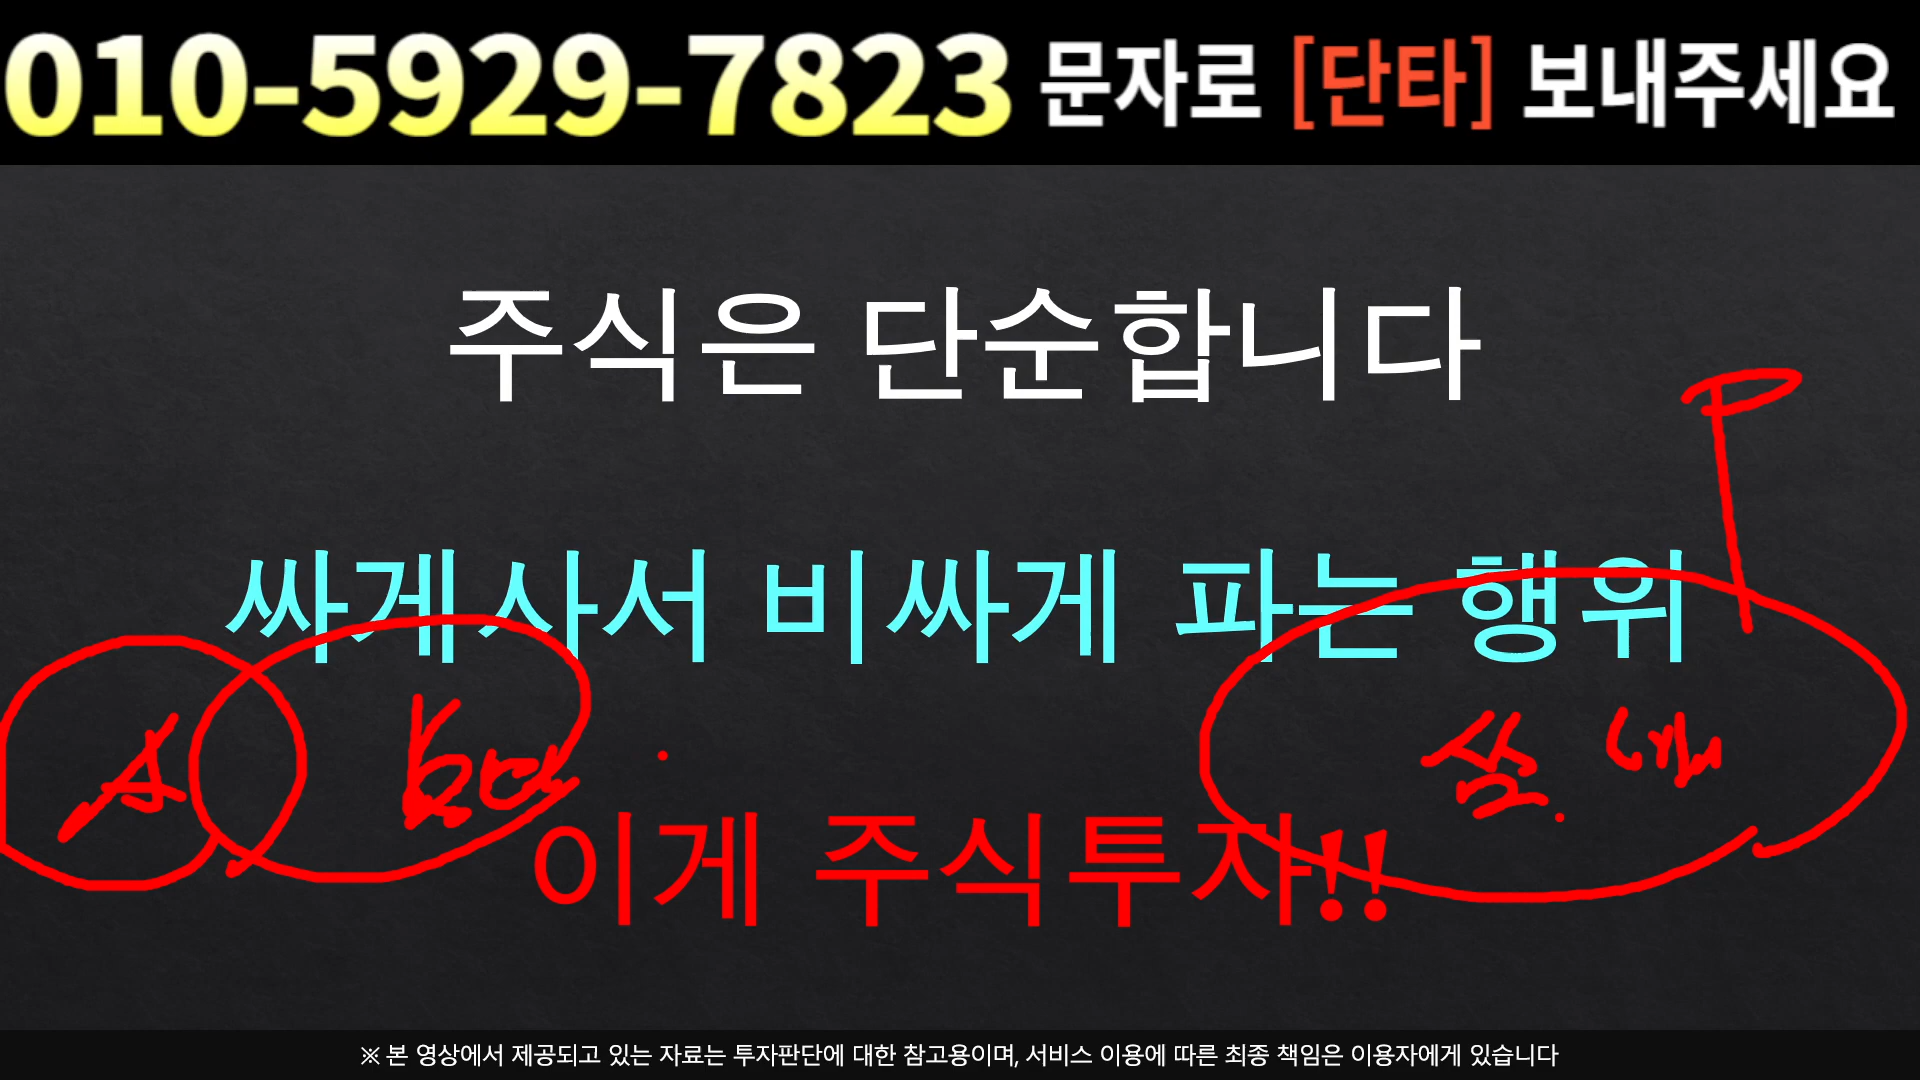 010-5929-7823 문자로 [단타] 보내주세요
주식은 단순합니다
싸게사서 비싸게 파는 행위
이게 주식투자!!
※ 본 영상에서 제공되고 있는 자료는 투자판단에 대한 참고용이며, 서비스 이용에 따른 최종 책임은 이용자에게 있습니다